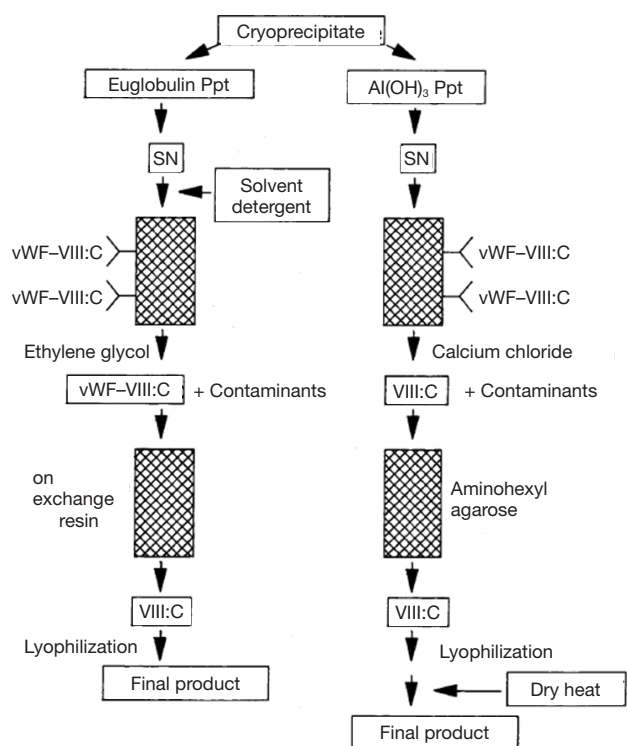 Cryoprecipitate
Euglobulin Ppt
Al(OH)₃ Ppt
SN
SN
Solvent
detergent
vWF–VIII:C
vWF–VIII:C
vWF–VIII:C
vWF–VIII:C
Ethylene glycol
Calcium chloride
vWF–VIII:C + Contaminants
VIII:C + Contaminants
on
exchange
resin
Aminohexyl
agarose
VIII:C
VIII:C
Lyophilization
Lyophilization
Final product
Dry heat
Final product